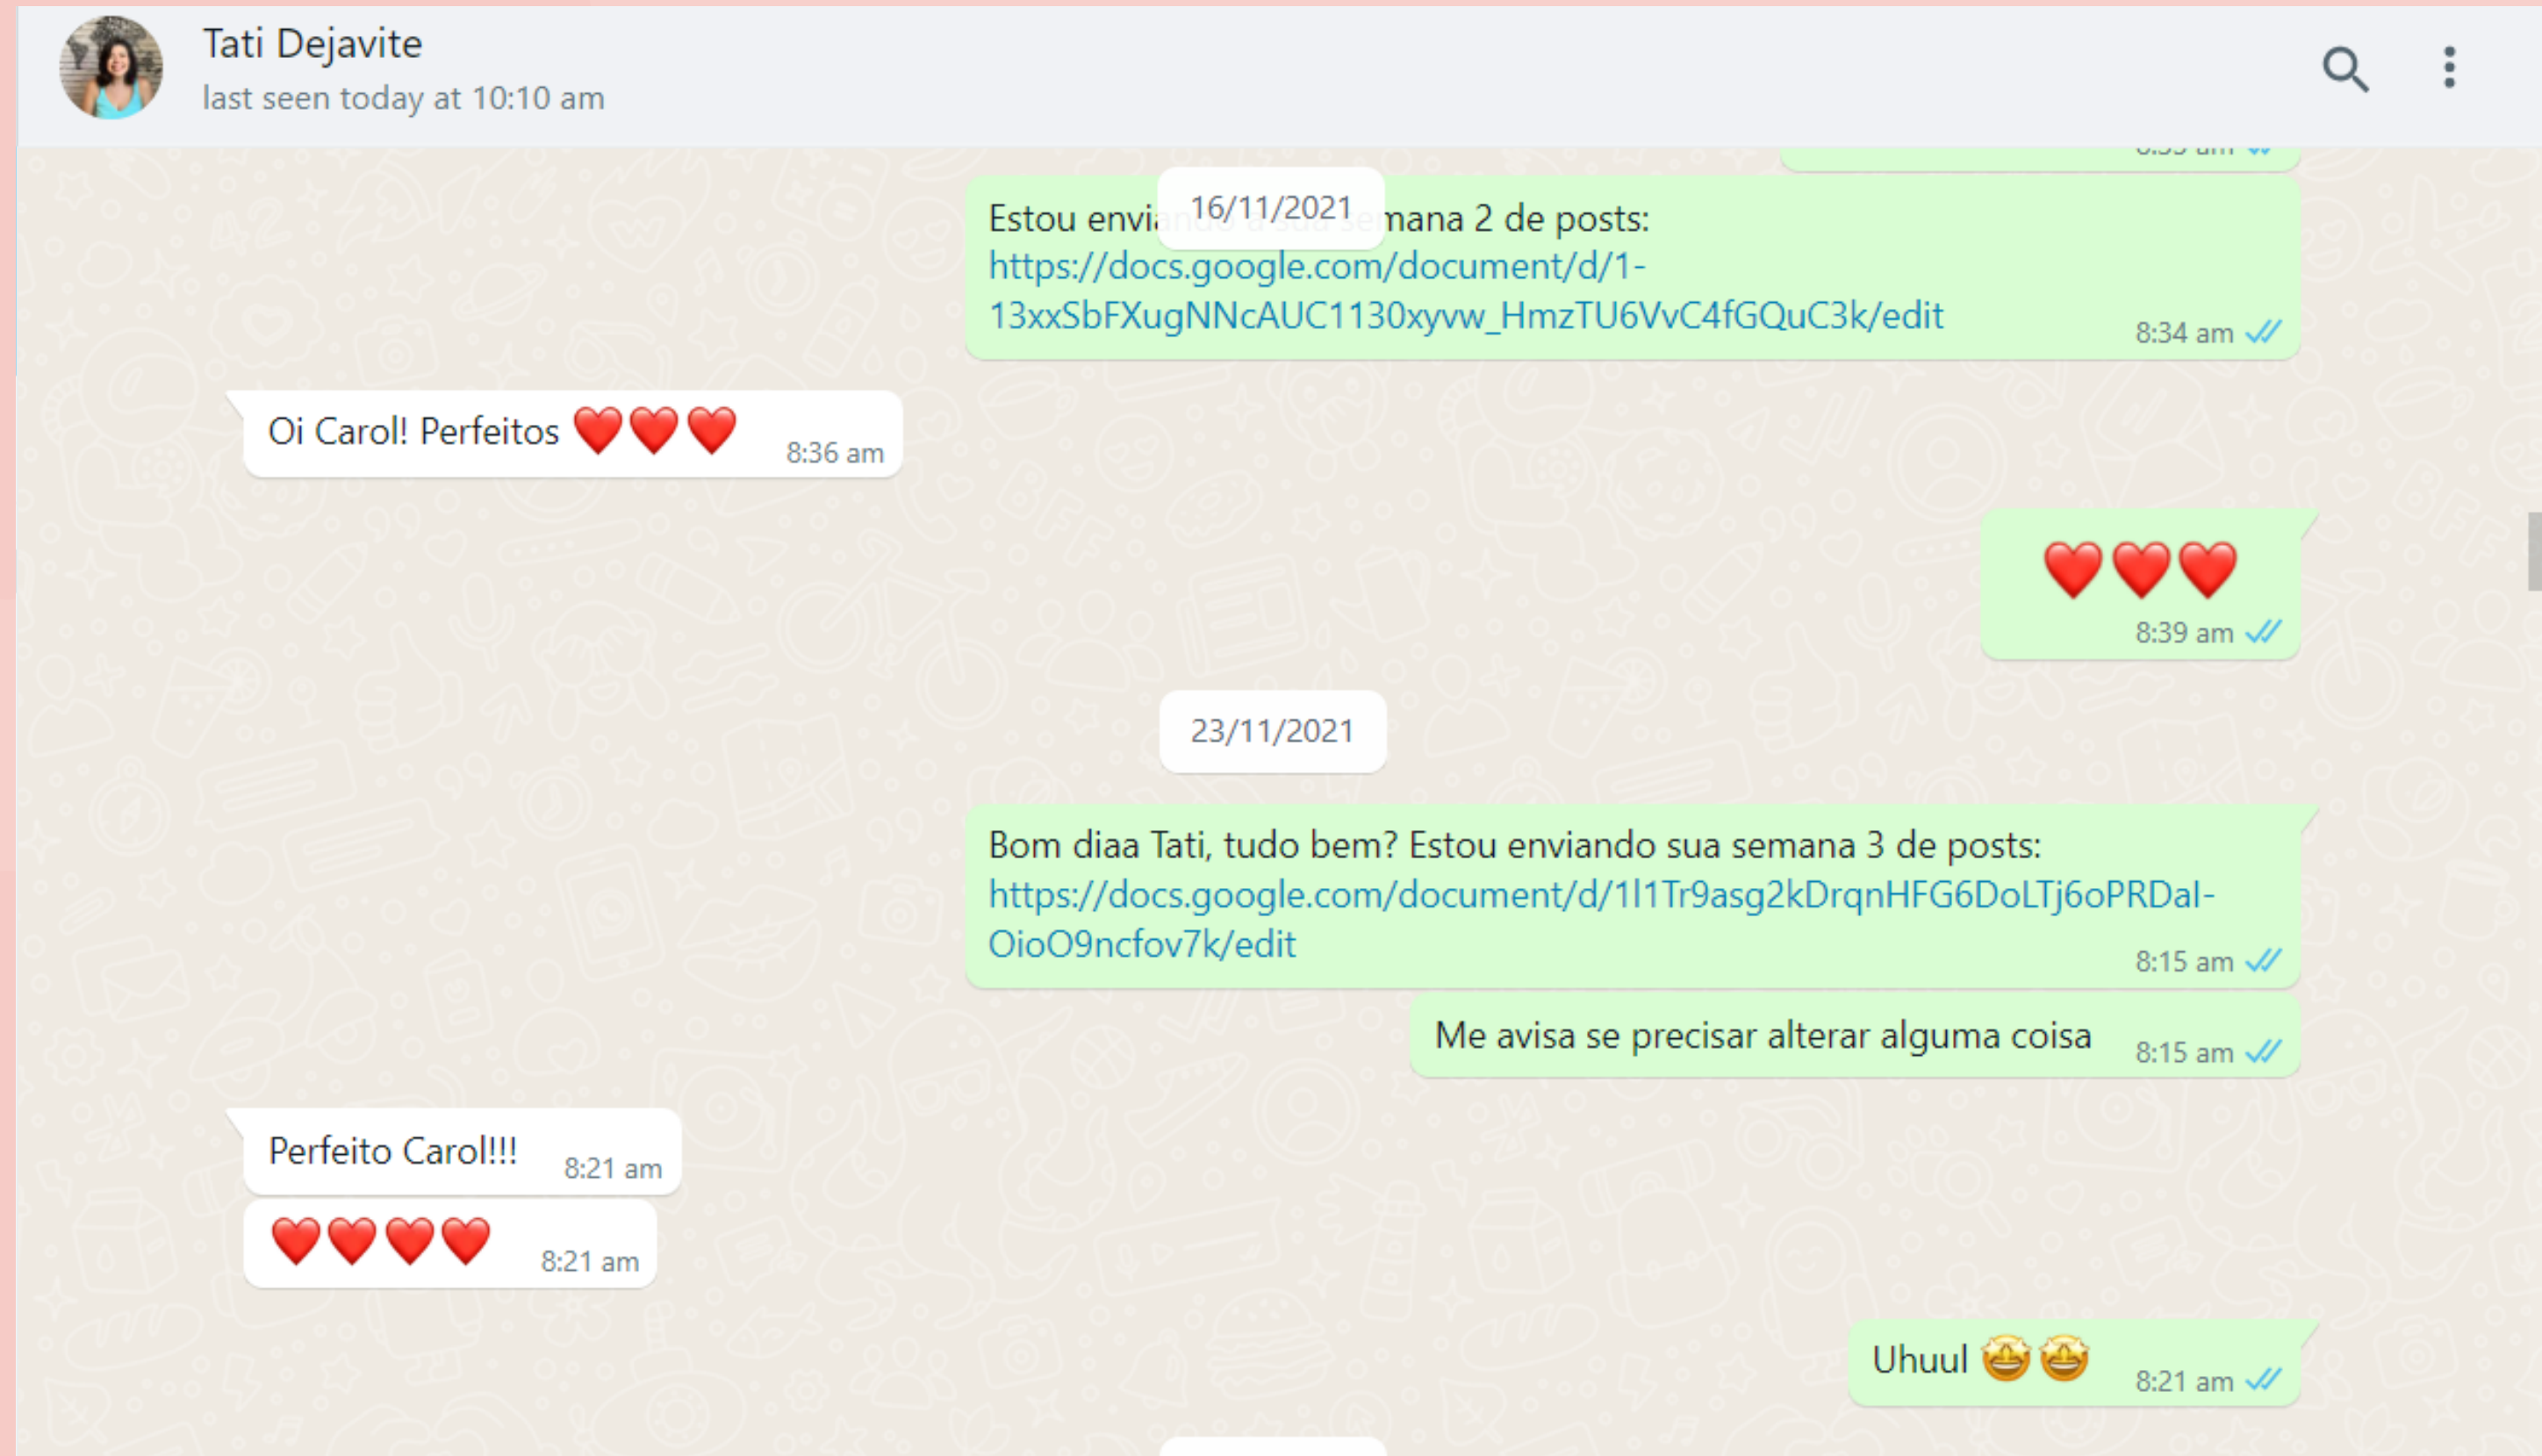 Tati Dejavite
last seen today at 10:10 am
16/11/2021
Estou enviando a sua semana 2 de posts:
https://docs.google.com/document/d/1-
13xxSbFXugNNcAUC1130xyvw_HmzTU6VvC4fGQuC3k/edit
8:34 am
Oi Carol! Perfeitos ❤️❤️❤️
8:36 am
❤️❤️❤️
8:39 am
23/11/2021
Bom diaa Tati, tudo bem? Estou enviando sua semana 3 de posts:
https://docs.google.com/document/d/1l1Tr9asg2kDrqnHFG6DoLTj6oPRDaI-
OioO9ncfov7k/edit
8:15 am
Me avisa se precisar alterar alguma coisa
8:15 am
Perfeito Carol!!!
8:21 am
❤️❤️❤️❤️
8:21 am
Uhuul 🤩🤩
8:21 am